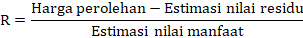 R = Harga perolehan − Estimasi nilai residu
Estimasi nilai manfaat